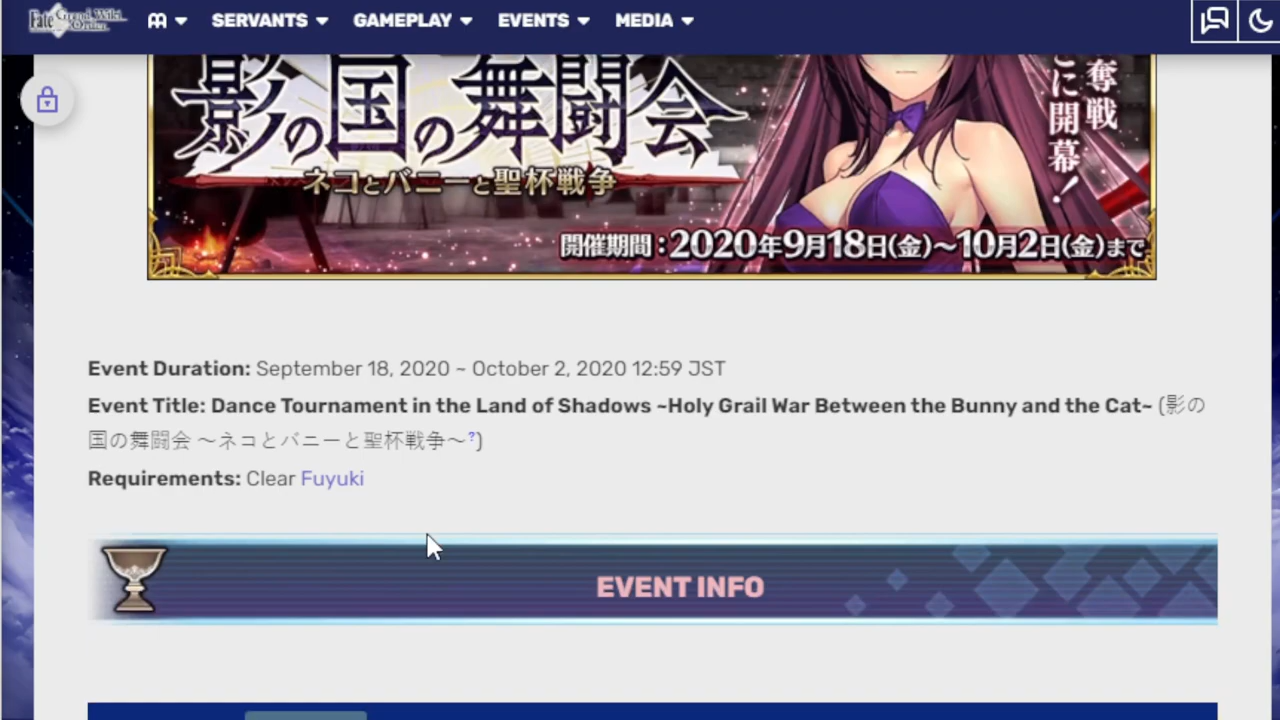 Fate Grand Wiki Order
SERVANTS
GAMEPLAY
EVENTS
MEDIA
影の国の舞闘会
ネコとバニーと聖杯戦争
奪戦
に開幕！
開催期間：2020年9月18日(金)～10月2日(金)まで
Event Duration: September 18, 2020 ~ October 2, 2020 12:59 JST
Event Title: Dance Tournament in the Land of Shadows ~Holy Grail War Between the Bunny and the Cat~ (影の
国の舞闘会 ～ネコとバニーと聖杯戦争～?)
Requirements: Clear Fuyuki
EVENT INFO